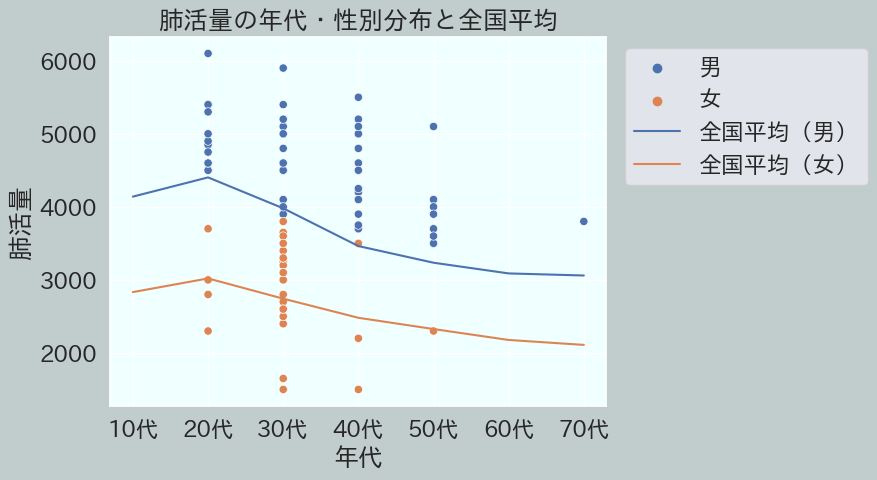 肺活量の年代・性別分布と全国平均
肺活量
6000
5000
4000
3000
2000
10代 20代 30代 40代 50代 60代 70代
年代
男
女
全国平均（男）
全国平均（女）